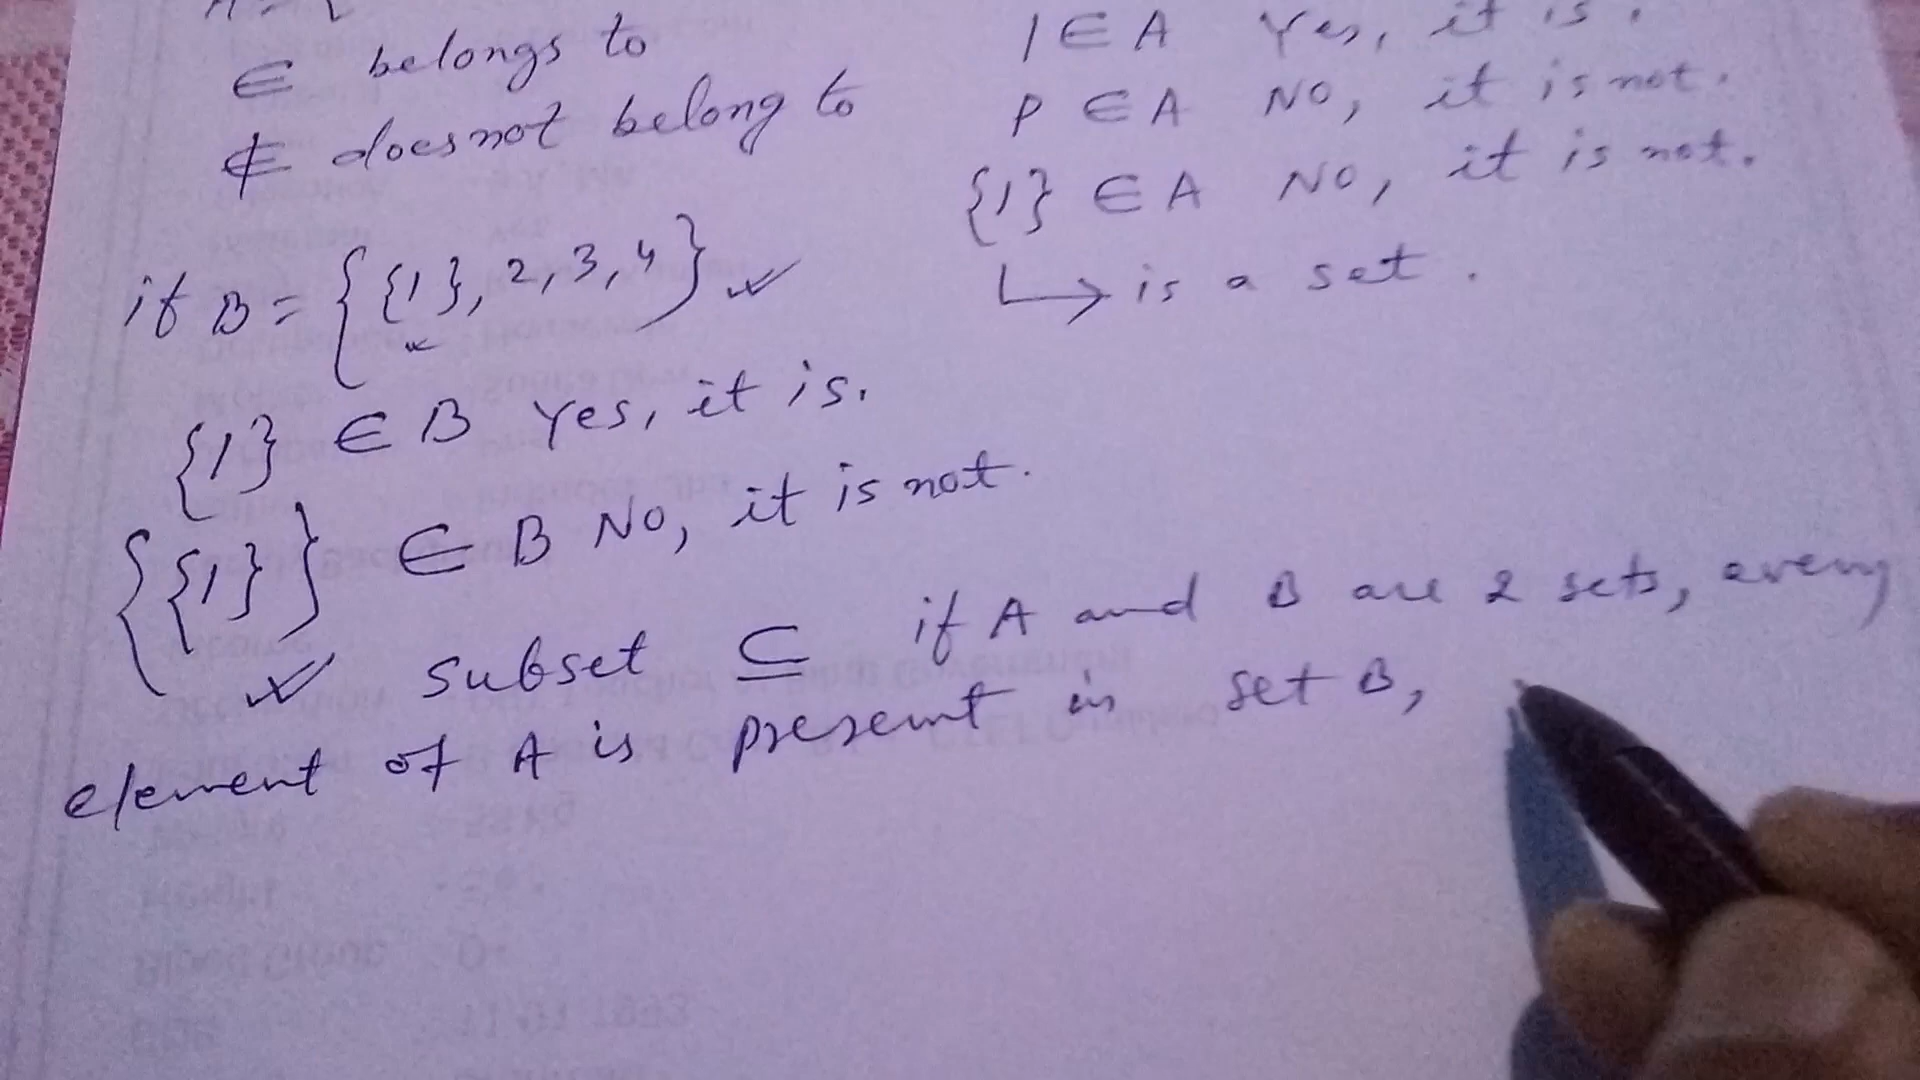 ∈ belongs to
∉ does not belong to
1 ∈ A Yes, it is.
P ∈ A NO, it is not.
{1} ∈ A NO, it is not.
↳ is a set.
if B = {{1}, 2, 3, 4} ✓
{1} ∈ B Yes, it is.
{{1}} ∈ B NO, it is not.
✓ subset ⊆ if A and B are 2 sets, every
element of A is present in set B,